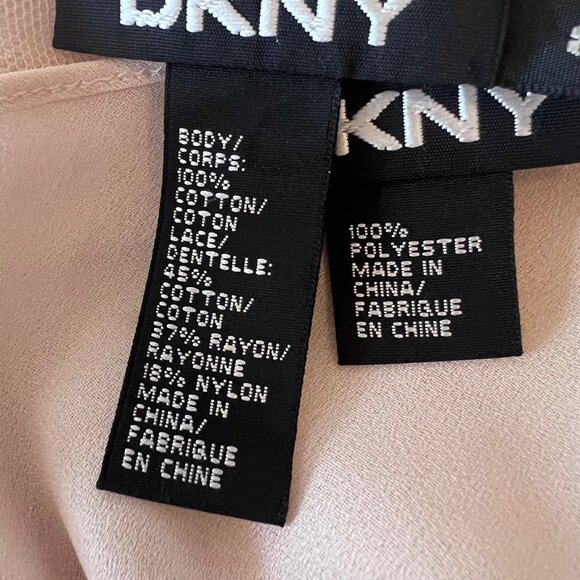 DKNY
KNY
BODY/
CORPS:
100%
COTTON/
COTON
LACE/
DENTELLE:
45%
COTTON/
COTON
37% RAYON/
RAYONNE
18% NYLON
MADE IN
CHINA/
FABRIQUE
EN CHINE
100%
POLYESTER
MADE IN
CHINA/
FABRIQUE
EN CHINE